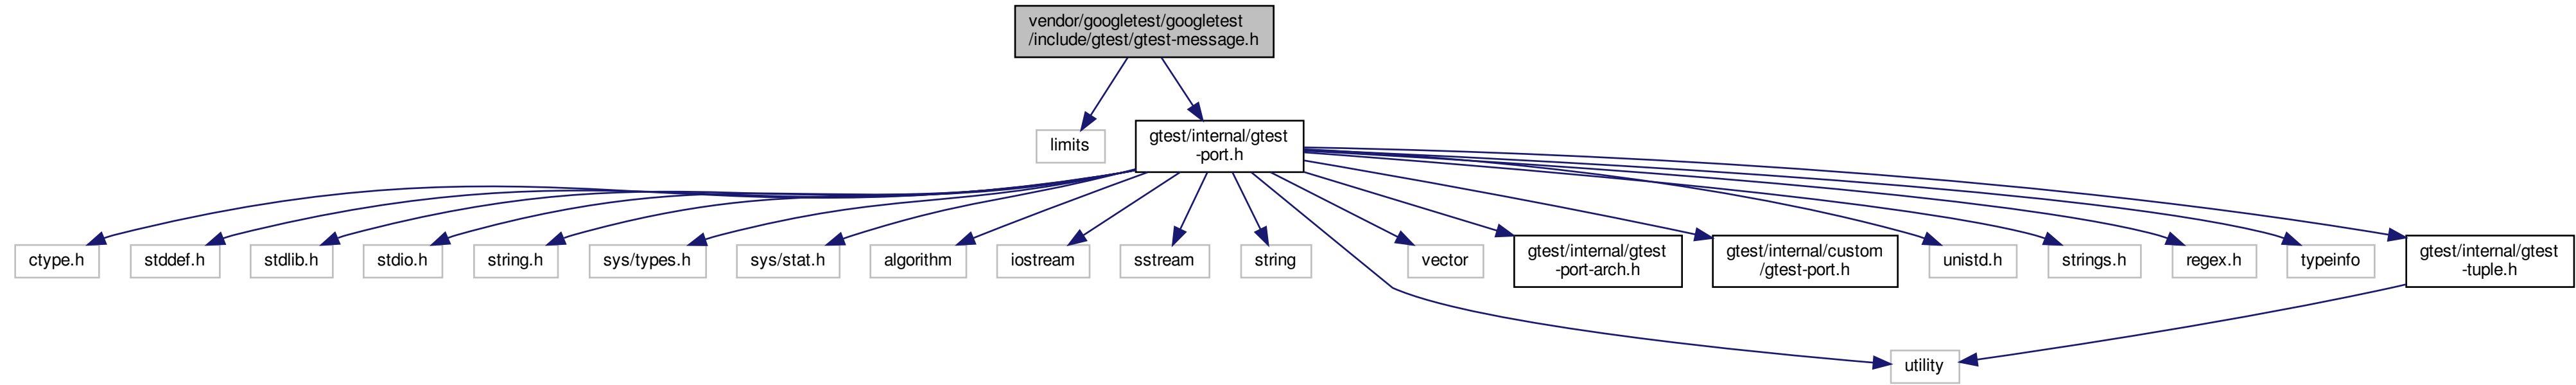 vendor/googletest/googletest
/include/gtest/gtest-message.h
limits
gtest/internal/gtest
-port.h
ctype.h
stddef.h
stdlib.h
stdio.h
string.h
sys/types.h
sys/stat.h
algorithm
iostream
sstream
string
vector
gtest/internal/gtest
-port-arch.h
gtest/internal/custom
/gtest-port.h
unistd.h
strings.h
regex.h
typeinfo
gtest/internal/gtest
-tuple.h
utility